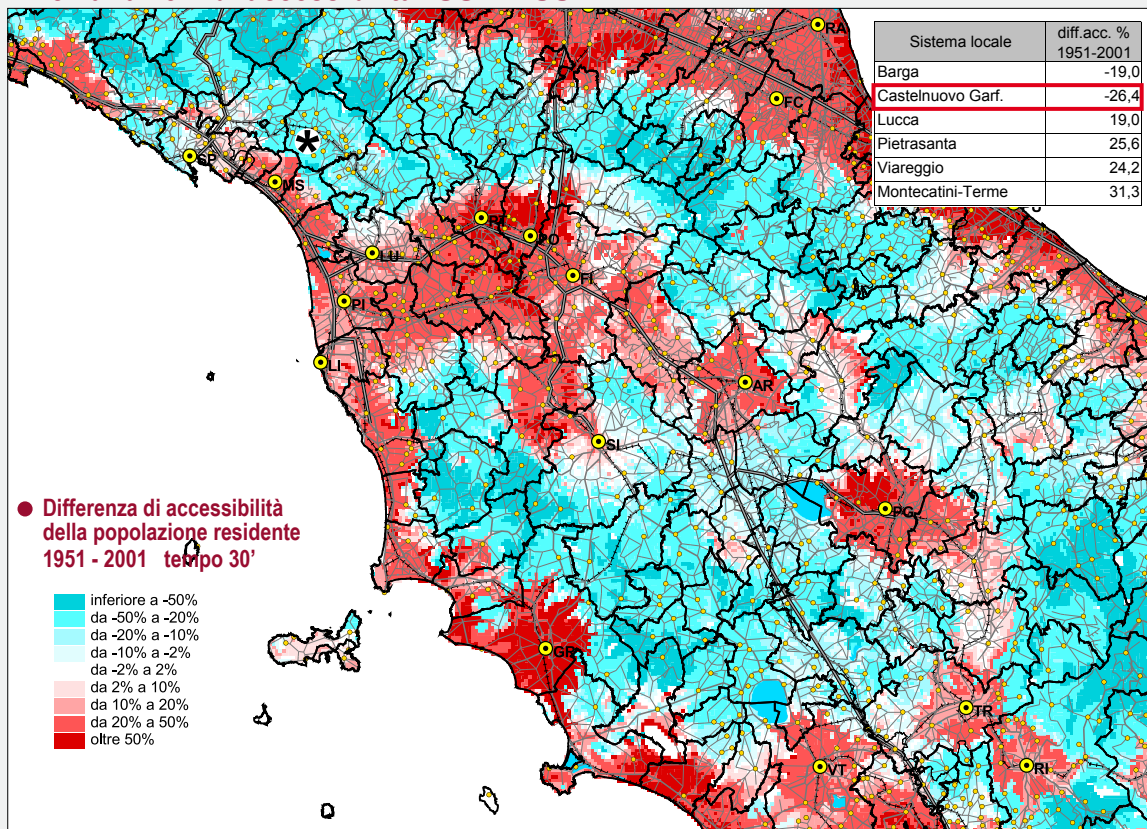 Sistema locale
diff.acc. %
1951-2001
Barga -19,0
Castelnuovo Garf. -26,4
Lucca 19,0
Pietrasanta 25,6
Viareggio 24,2
Montecatini-Terme 31,3
RA
FC
*
SP
MS
PT
PO
LU
FI
PI
LI
AR
SI
PG
GR
TR
VT
RI
● Differenza di accessibilità
della popolazione residente
1951 - 2001 tempo 30'
inferiore a -50%
da -50% a -20%
da -20% a -10%
da -10% a -2%
da -2% a 2%
da 2% a 10%
da 10% a 20%
da 20% a 50%
oltre 50%